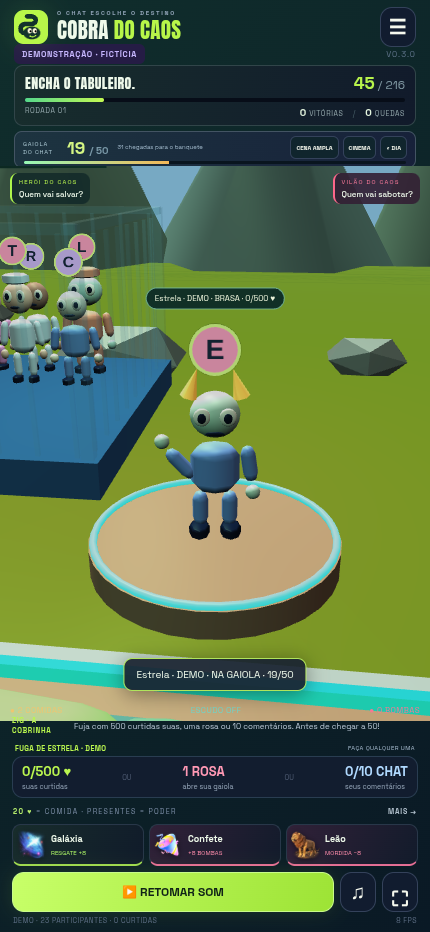 O CHAT ESCOLHE O DESTINO
COBRA DO CAOS
DEMONSTRAÇÃO · FICTÍCIA
V0.3.0
ENCHA O TABULEIRO.
45 / 216
RODADA 01
0 VITÓRIAS / 0 QUEDAS
GAIOLA DO CHAT
19 / 50
31 chegadas para o banquete
CENA AMPLA
CINEMA
DIA
HERÓI DO CAOS
Quem vai salvar?
VILÃO DO CAOS
Quem vai sabotar?
T
R
L
C
Estrela · DEMO · BRASA · 0/500 ♥
E
Estrela · DEMO · NA GAIOLA · 19/50
COBRINHA
Fuja com 500 curtidas suas, uma rosa ou 10 comentários. Antes de chegar a 50!
FUGA DE ESTRELA · DEMO
FAÇA QUALQUER UMA
0/500 ♥
OU
1 ROSA
OU
0/10 CHAT
suas curtidas
abre sua gaiola
seus comentários
20 ♥ = COMIDA · PRESENTES = PODER
MAIS →
Galáxia
RESGATE +8
Confete
+8 BOMBAS
Leão
MORDIDA −8
▶️ RETOMAR SOM
♫
DEMO · 23 PARTICIPANTES · 0 CURTIDAS
9 FPS